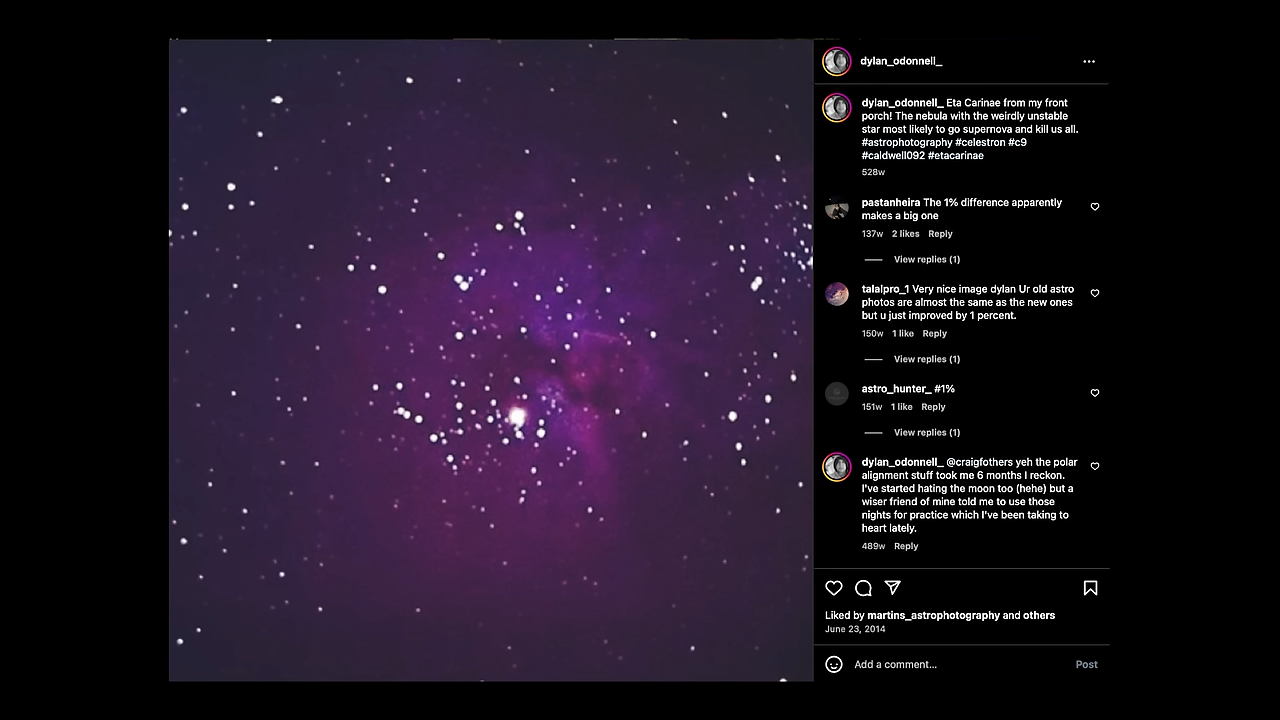 dylan_odonnell_
dylan_odonnell_ Eta Carinae from my front
porch! The nebula with the weirdly unstable
star most likely to go supernova and kill us all.
#astrophotography #celestron #c9
#caldwell092 #etacarinae
528w
pastanheira The 1% difference apparently
makes a big one
137w 2 likes Reply
View replies (1)
talalpro_1 Very nice image dylan Ur old astro
photos are almost the same as the new ones
but u just improved by 1 percent.
150w 1 like Reply
View replies (1)
astro_hunter_ #1%
151w 1 like Reply
View replies (1)
dylan_odonnell_ @craigfothers yeh the polar
alignment stuff took me 6 months I reckon.
I've started hating the moon too (hehe) but a
wiser friend of mine told me to use those
nights for practice which I've been taking to
heart lately.
489w Reply
Liked by martins_astrophotography and others
June 23, 2014
Add a comment... Post